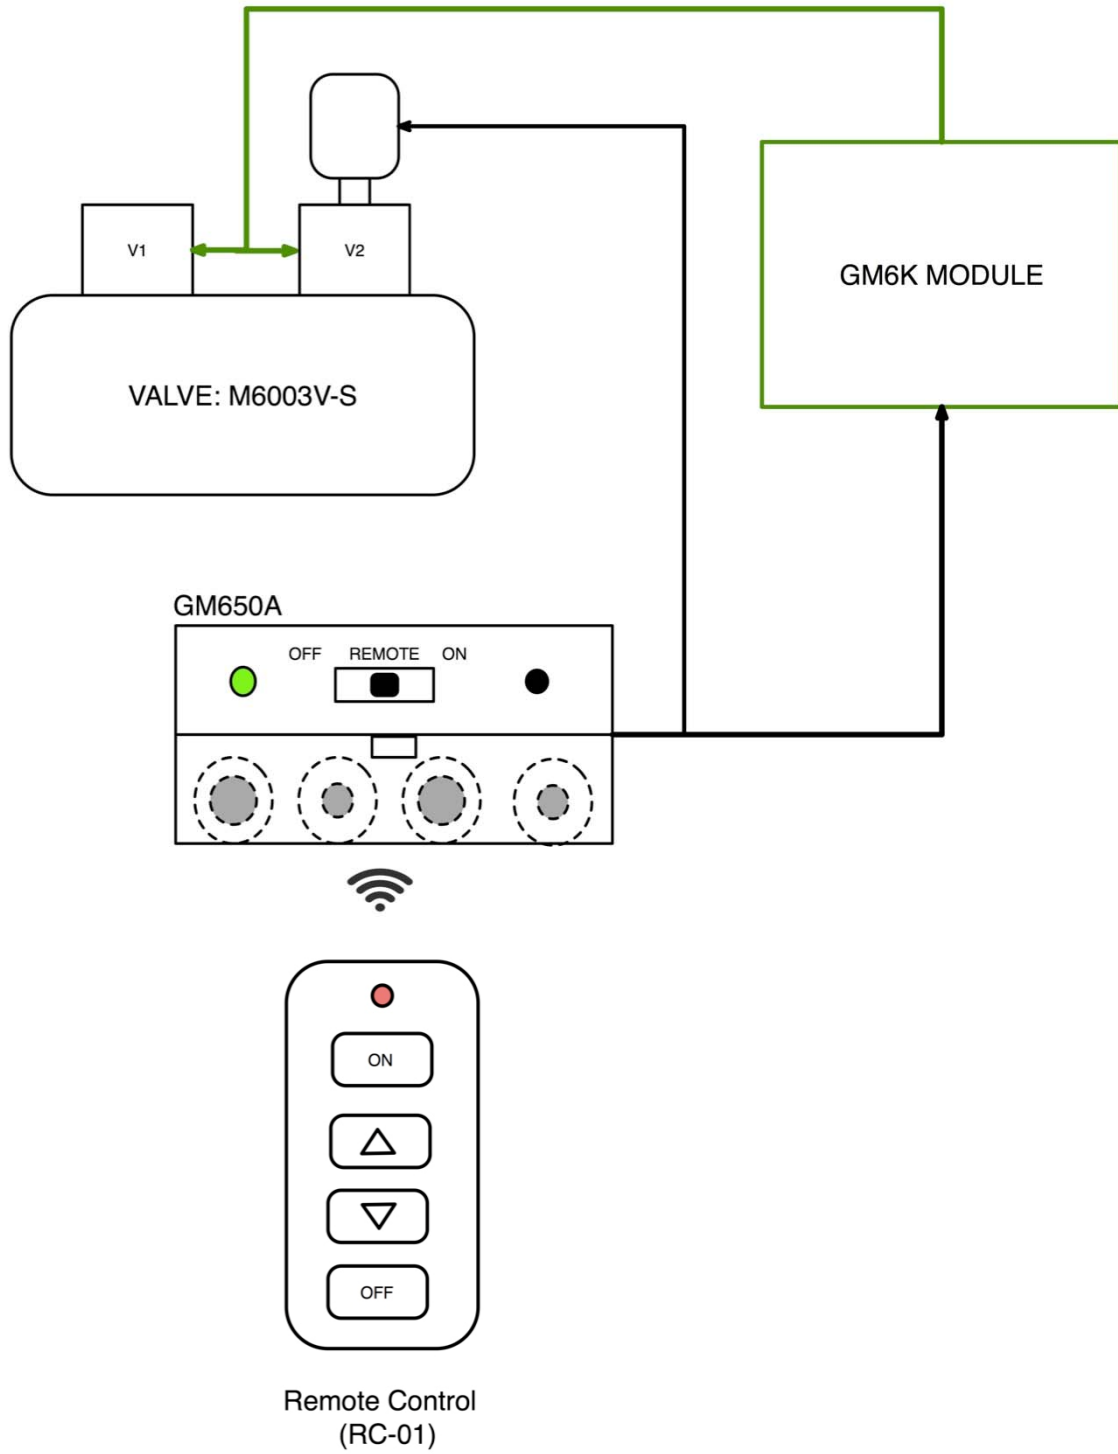 V1
V2
GM6K MODULE
VALVE: M6003V-S
GM650A
OFF REMOTE ON
ON
OFF
Remote Control
(RC-01)